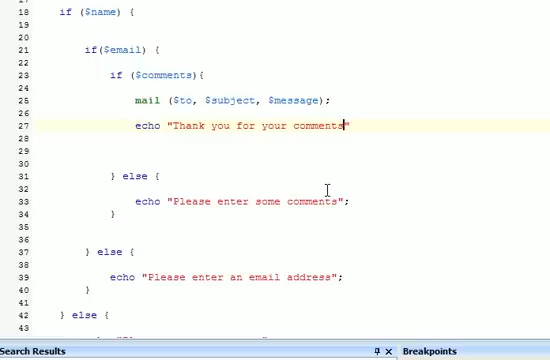 18 if ($name) {
19
20
21 if($email) {
22
23 if ($comments){
24
25 mail ($to, $subject, $message);
26
27 echo "Thank you for your comments"
28
29
30
31 } else {
32
33 echo "Please enter some comments";
34 }
35
36
37 } else {
38
39 echo "Please enter an email address";
40 }
41
42 } else {
43
Search Results
Breakpoints